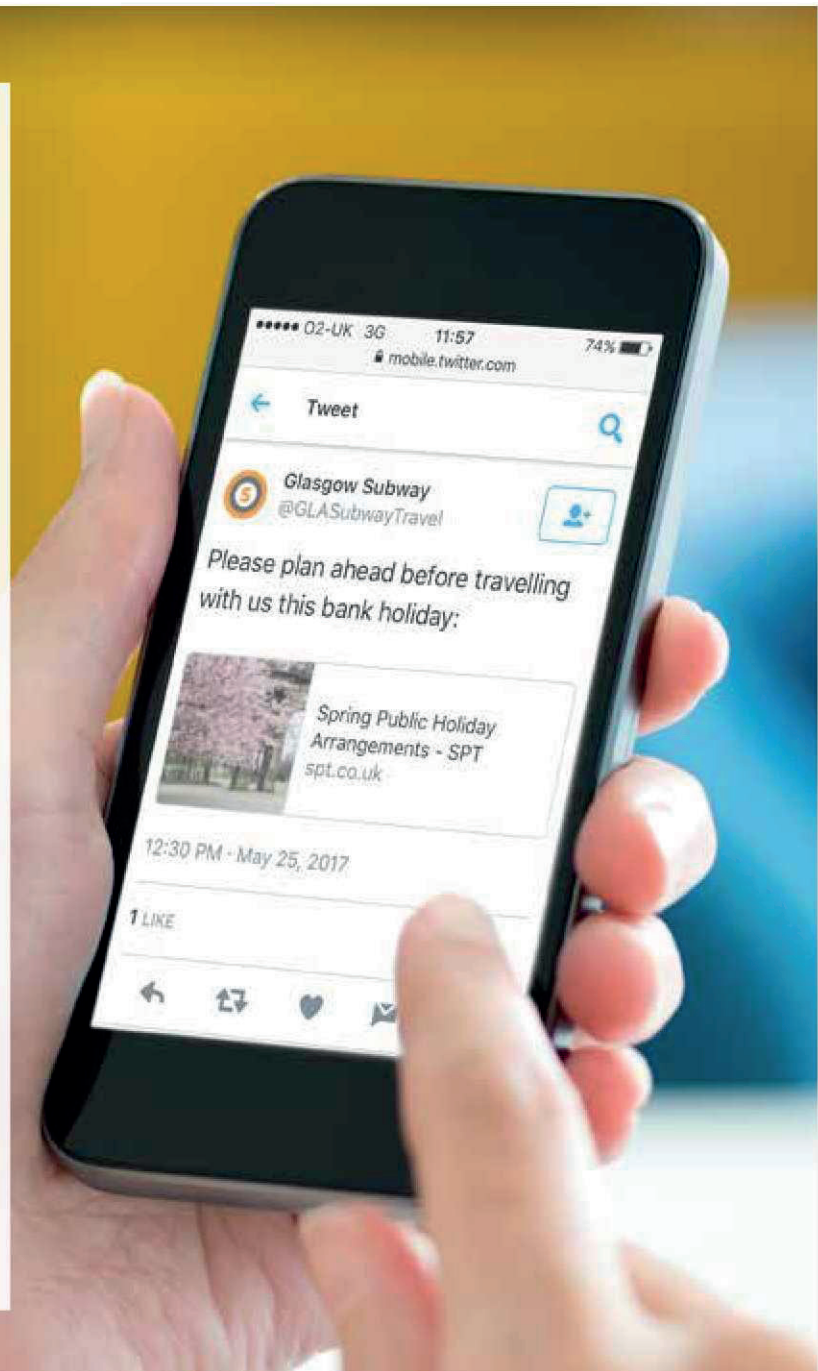 ●●●●● O2-UK 3G 11:57 74%
mobile.twitter.com
Tweet
S
Glasgow Subway
@GLASubwayTravel
Please plan ahead before travelling
with us this bank holiday:
Spring Public Holiday
Arrangements - SPT
spt.co.uk
12:30 PM · May 25, 2017
1 LIKE